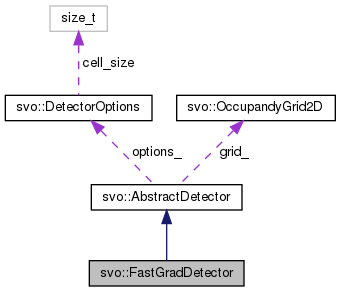 size_t
cell_size
svo::DetectorOptions
svo::OccupandyGrid2D
options_
grid_
svo::AbstractDetector
svo::FastGradDetector